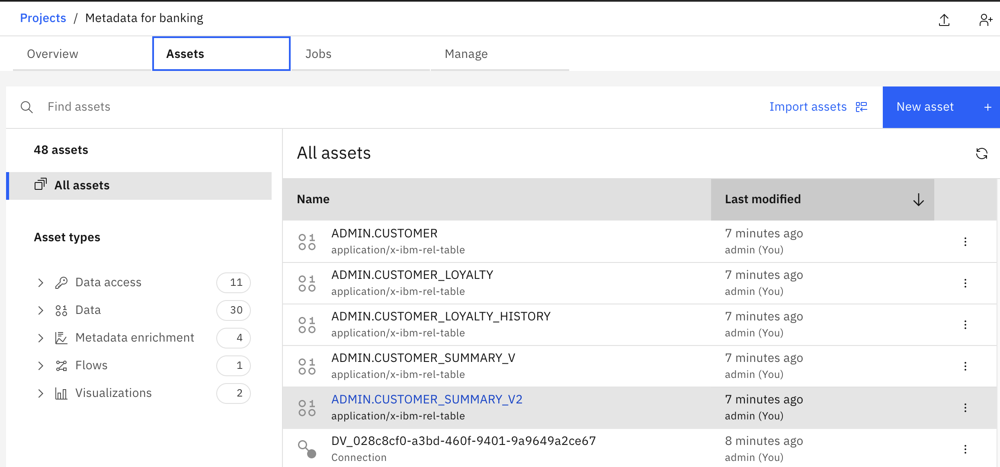 Projects / Metadata for banking
Overview
Assets
Jobs
Manage
Find assets
Import assets
New asset +
48 assets
All assets
Asset types
Data access 11
Data 30
Metadata enrichment 4
Flows 1
Visualizations 2
All assets
Name Last modified
ADMIN.CUSTOMER 7 minutes ago
application/x-ibm-rel-table admin (You)
ADMIN.CUSTOMER_LOYALTY 7 minutes ago
application/x-ibm-rel-table admin (You)
ADMIN.CUSTOMER_LOYALTY_HISTORY 7 minutes ago
application/x-ibm-rel-table admin (You)
ADMIN.CUSTOMER_SUMMARY_V 7 minutes ago
application/x-ibm-rel-table admin (You)
ADMIN.CUSTOMER_SUMMARY_V2 7 minutes ago
application/x-ibm-rel-table admin (You)
DV_028c8cf0-a3bd-460f-9401-9a9649a2ce67 8 minutes ago
Connection admin (You)